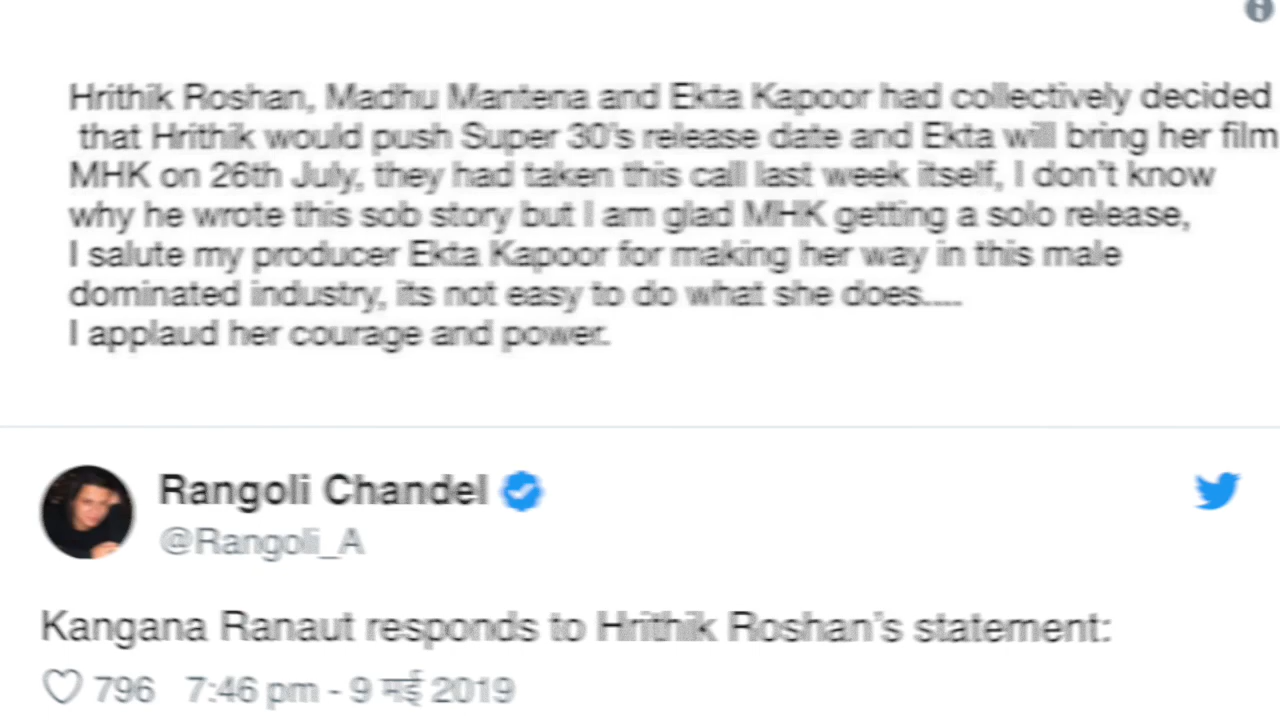 Hrithik Roshan, Madhu Mantena and Ekta Kapoor had collectively decided
that Hrithik would push Super 30's release date and Ekta will bring her film
MHK on 26th July, they had taken this call last week itself, I don't know
why he wrote this sob story but I am glad MHK getting a solo release,
I salute my producer Ekta Kapoor for making her way in this male
dominated industry, its not easy to do what she does....
I applaud her courage and power.
Rangoli Chandel
@Rangoli_A
Kangana Ranaut responds to Hrithik Roshan's statement:
796 7:46 pm - 9 मई 2019